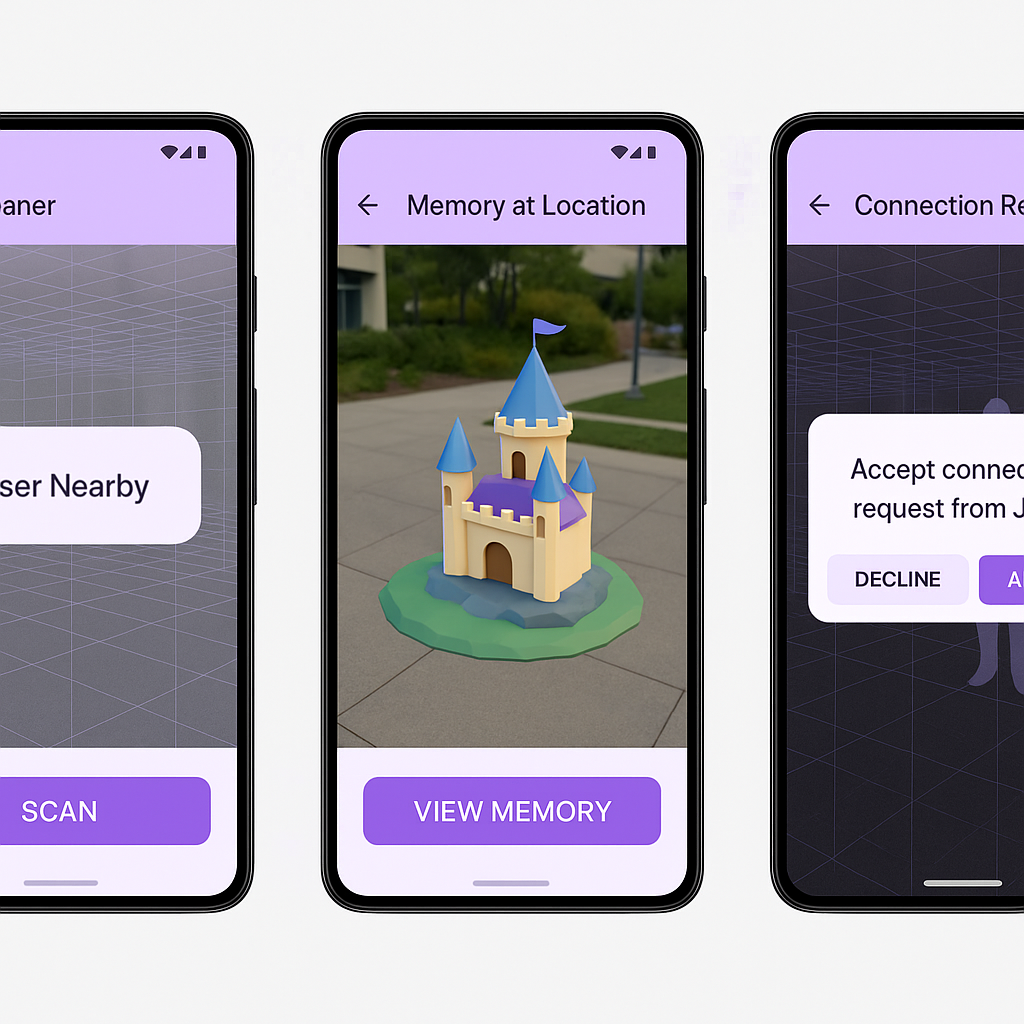 aner
ser Nearby
SCAN
Memory at Location
VIEW MEMORY
Connection Re
Accept connec
request from J
DECLINE
A